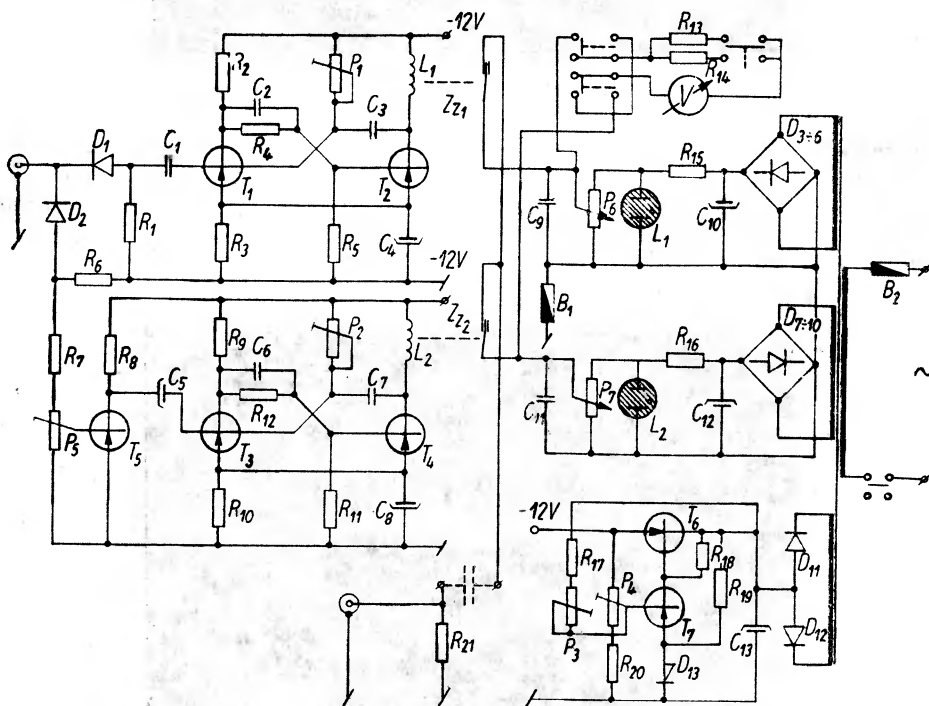 -12V
R13
R2
P1
L1
R14
C2
ZZ1
V
D3÷6
C3
R4
D1
C1
R15
T1
T2
P6
D2
C9
L1
C10
R1
R3
R5
C4
R6
-12V
B2
ZZ2
B1
D7÷10
R9
P2
L2
R7
R8
C6
R16
C7
~
C5
R12
P7
C11
L2
C12
P5
T5
T3
T4
R10
R11
C8
-12V
T6
R17
R18
D11
P4
R19
T7
P3
C13
D12
R21
R20
D13